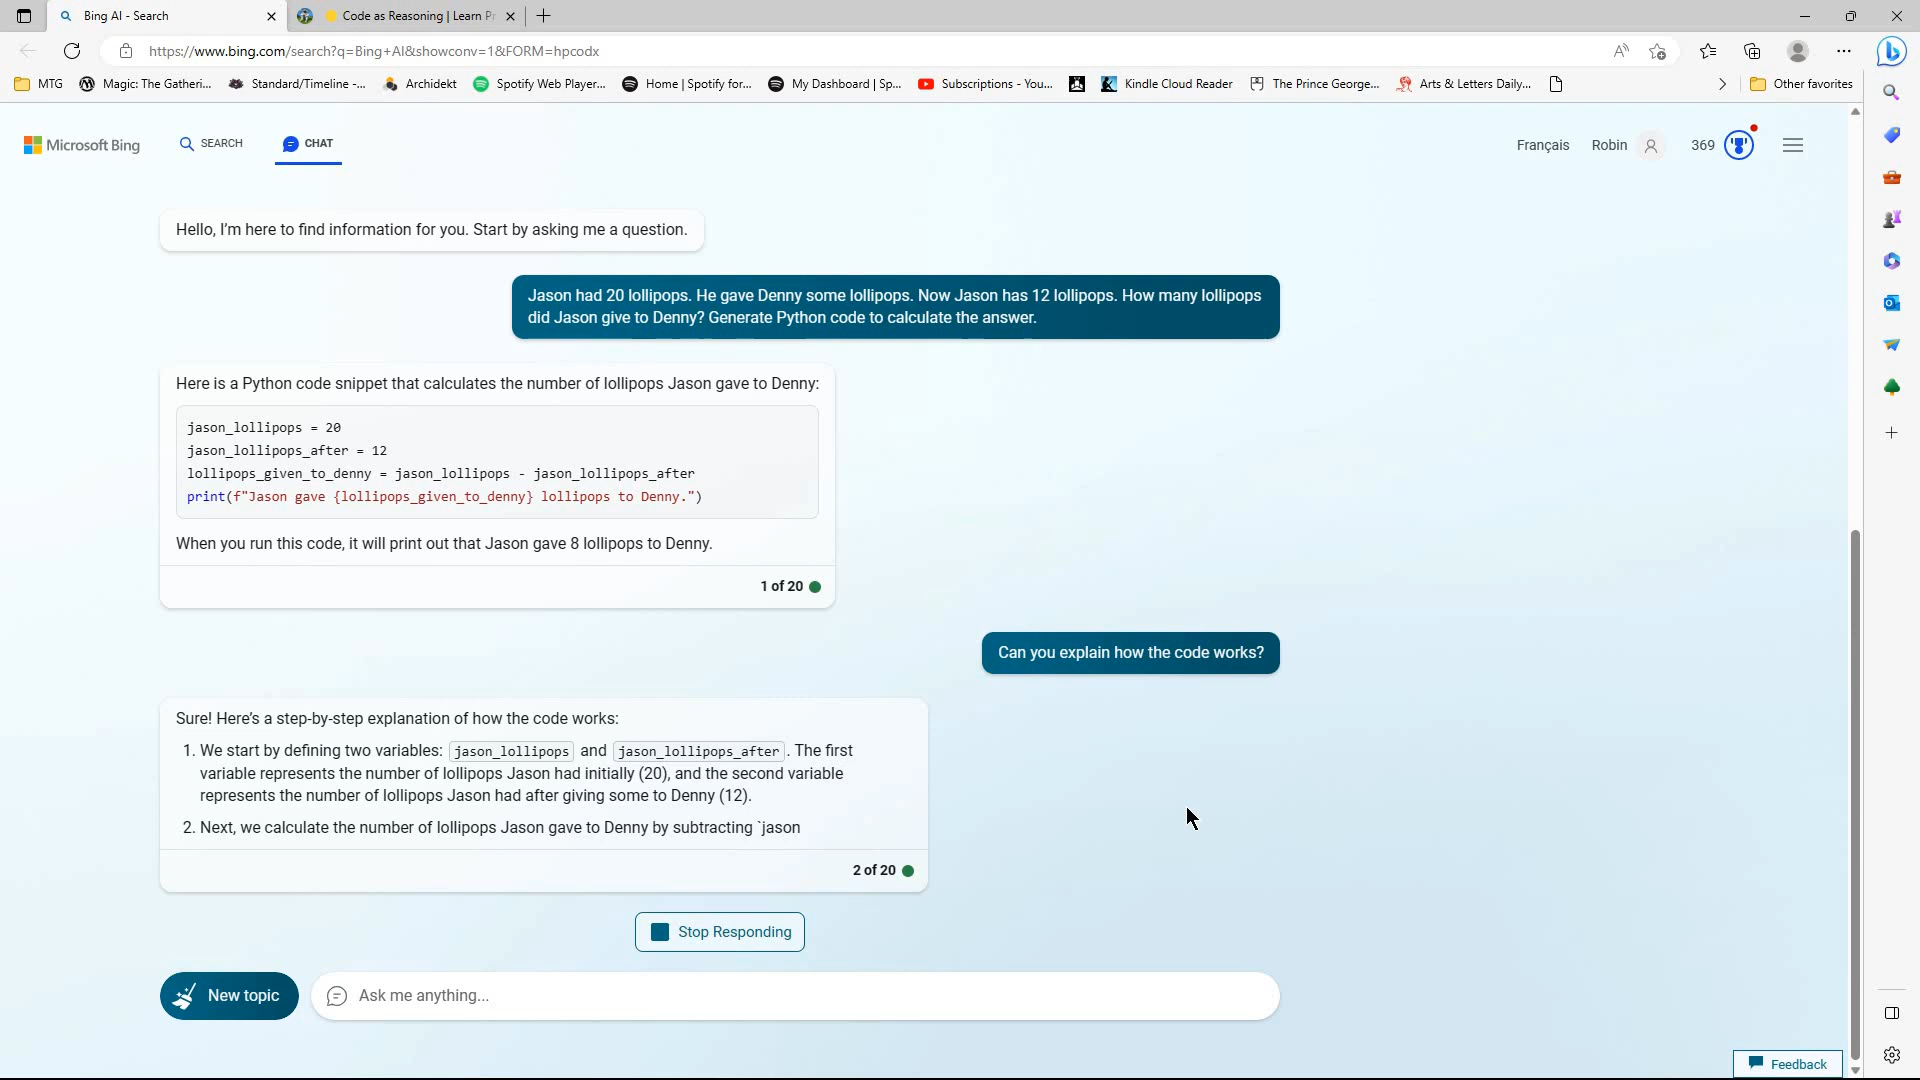 Bing AI - Search
Code as Reasoning | Learn Pr
https://www.bing.com/search?q=Bing+AI&showconv=1&FORM=hpcodx
MTG
Magic: The Gatheri...
Standard/Timeline -...
Archidekt
Spotify Web Player...
Home | Spotify for...
My Dashboard | Sp...
Subscriptions - You...
Kindle Cloud Reader
The Prince George...
Arts & Letters Daily...
Other favorites
Microsoft Bing
SEARCH
CHAT
Français
Robin
369
Hello, I'm here to find information for you. Start by asking me a question.
Jason had 20 lollipops. He gave Denny some lollipops. Now Jason has 12 lollipops. How many lollipops
did Jason give to Denny? Generate Python code to calculate the answer.
Here is a Python code snippet that calculates the number of lollipops Jason gave to Denny:
jason_lollipops = 20
jason_lollipops_after = 12
lollipops_given_to_denny = jason_lollipops - jason_lollipops_after
print(f"Jason gave {lollipops_given_to_denny} lollipops to Denny.")
When you run this code, it will print out that Jason gave 8 lollipops to Denny.
1 of 20
Can you explain how the code works?
Sure! Here's a step-by-step explanation of how the code works:
1. We start by defining two variables: jason_lollipops and jason_lollipops_after. The first
variable represents the number of lollipops Jason had initially (20), and the second variable
represents the number of lollipops Jason had after giving some to Denny (12).
2. Next, we calculate the number of lollipops Jason gave to Denny by subtracting `jason
2 of 20
Stop Responding
New topic
Ask me anything...
Feedback